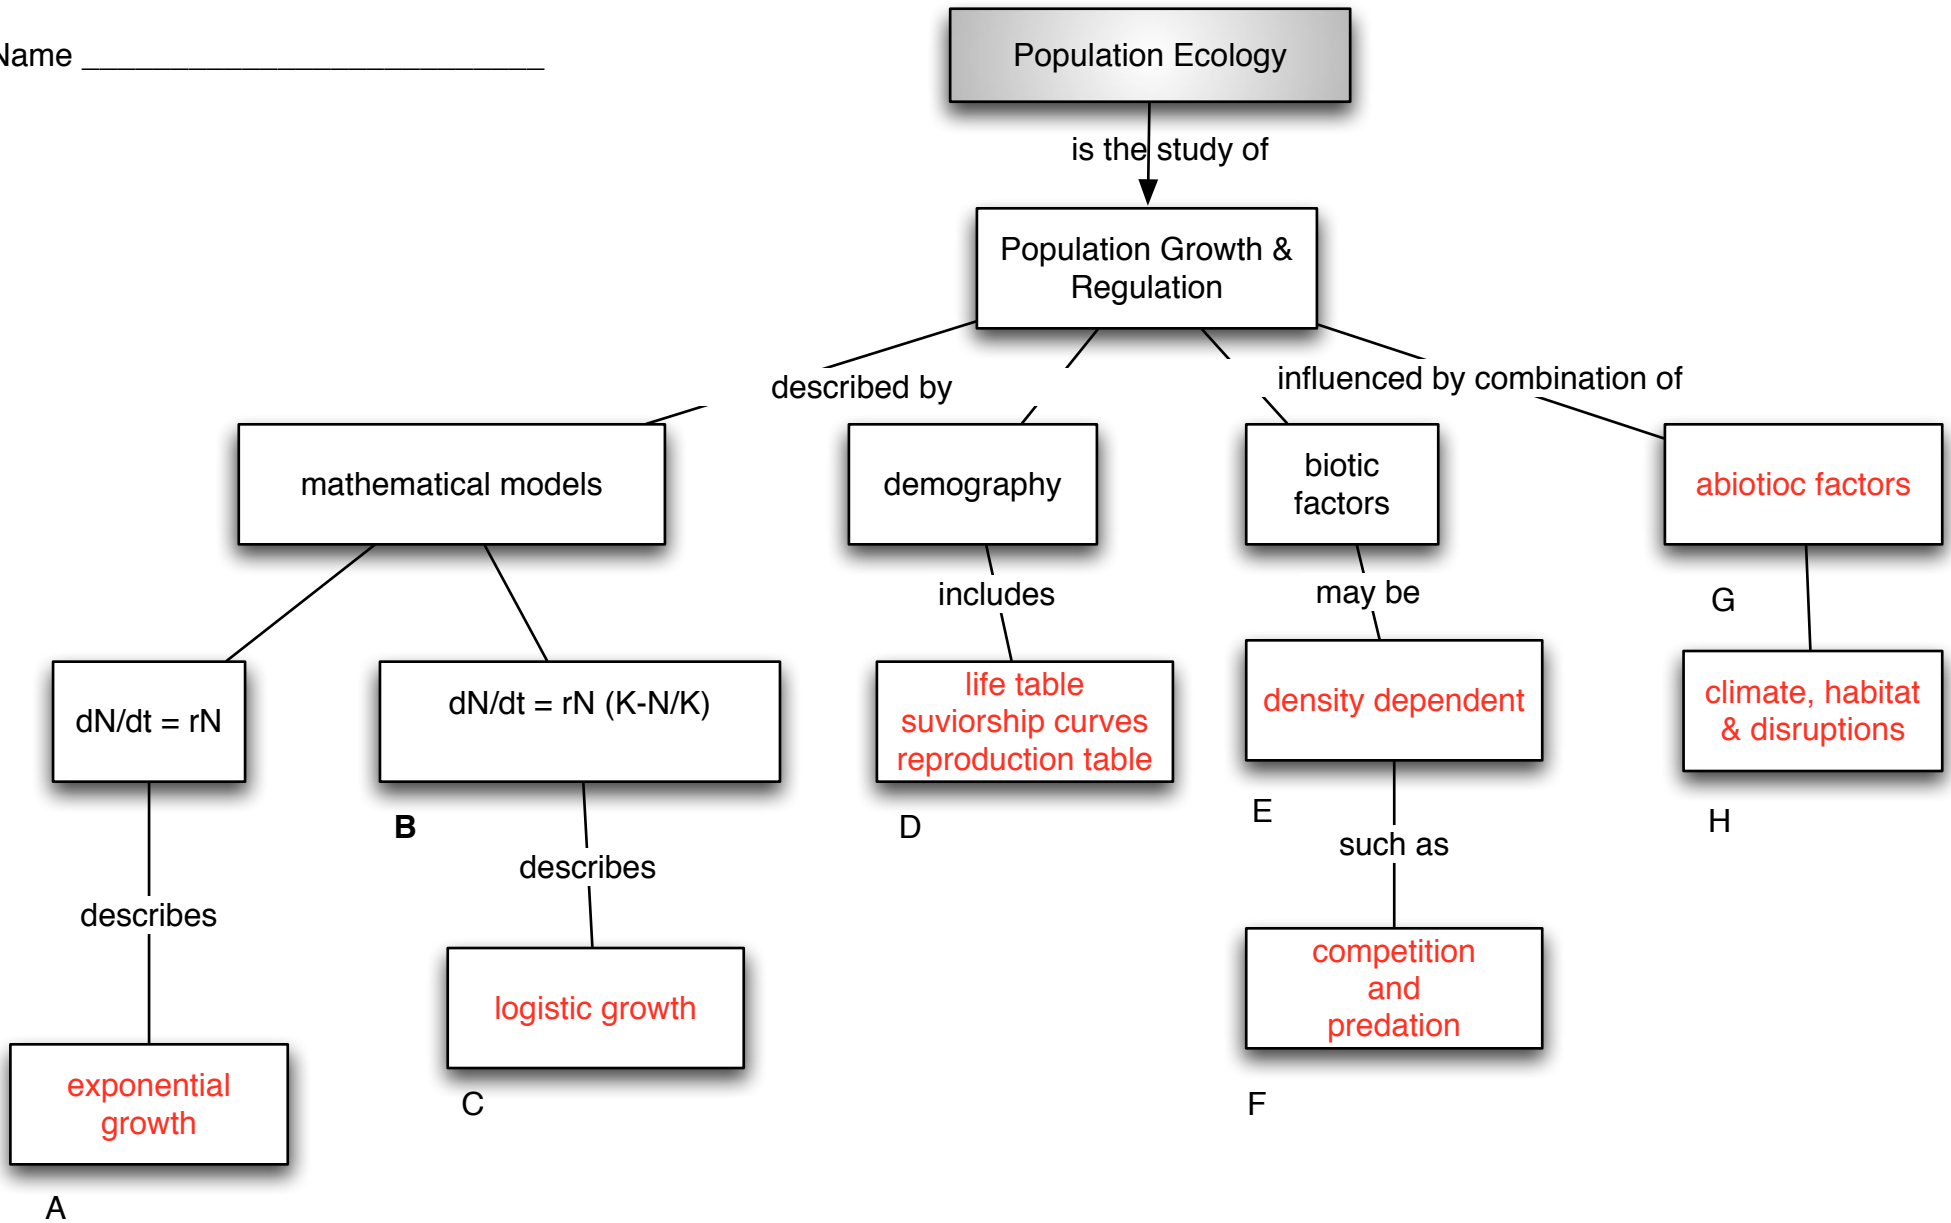 Name ___________________________
Population Ecology
is the study of
Population Growth &
Regulation
described by
influenced by combination of
mathematical models
demography
biotic
factors
abiotioc factors
includes
may be
G
dN/dt = rN
dN/dt = rN (K-N/K)
life table
suviorship curves
reproduction table
density dependent
climate, habitat
& disruptions
B
D
E
H
describes
such as
describes
logistic growth
competition
and
predation
exponential
growth
C
F
A